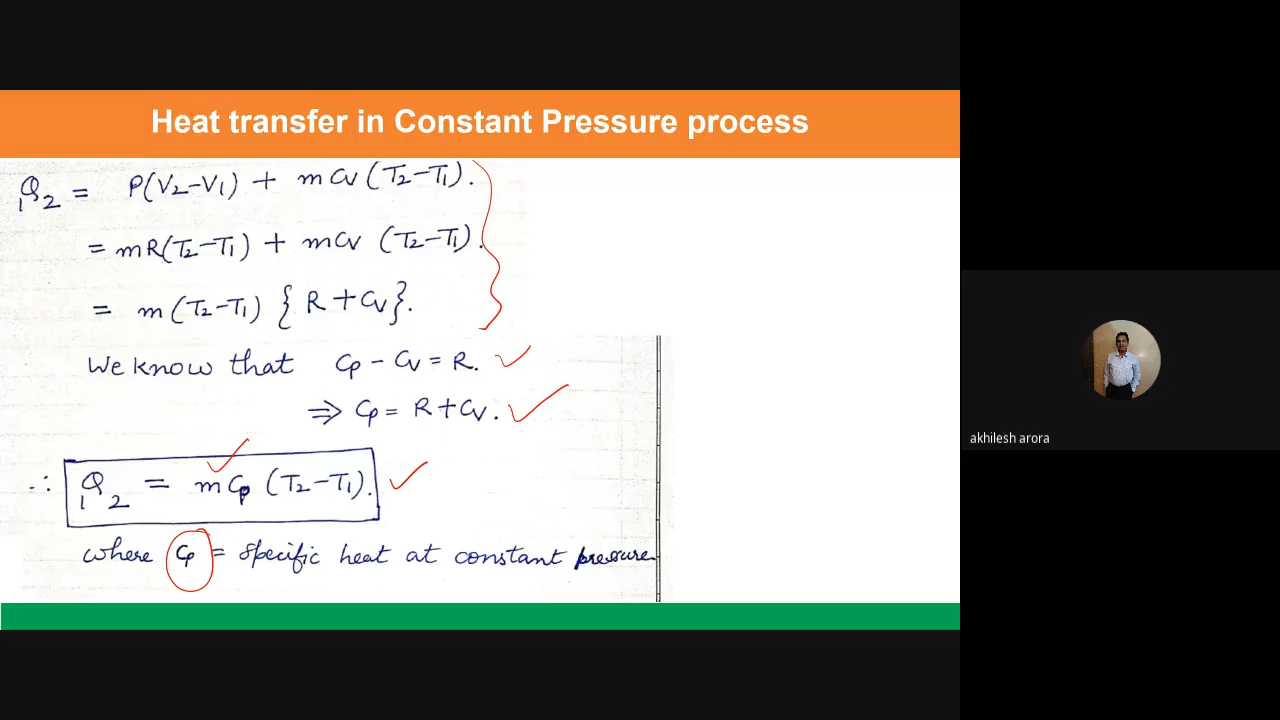 Heat transfer in Constant Pressure process
₁Q₂ = P(V₂-V₁) + mCv (T₂-T₁).
= mR(T₂-T₁) + mCv (T₂-T₁).
= m(T₂-T₁) { R + Cv}.
We know that Cp - Cv = R.
⇒ Cp = R + Cv.
∴ ₁Q₂ = mCp (T₂-T₁).
where Cp = specific heat at constant pressure
akhilesh arora